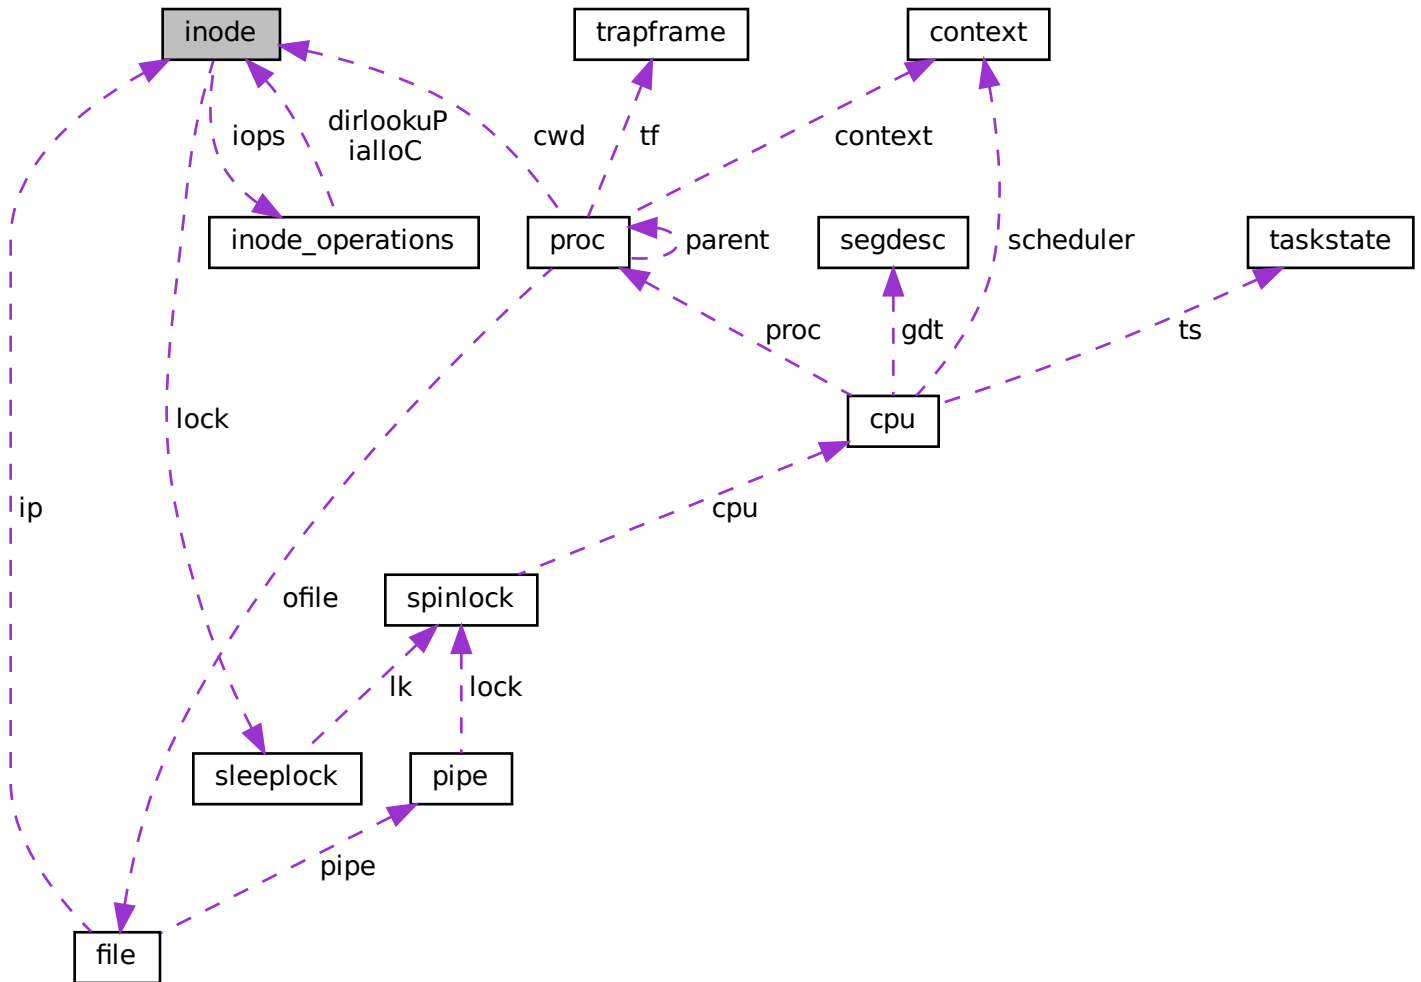 inode
trapframe
context
dirlookuP
ialloC
iops
cwd
tf
context
inode_operations
proc
parent
segdesc
scheduler
taskstate
proc
gdt
ts
lock
cpu
ip
cpu
ofile
spinlock
lk
lock
sleeplock
pipe
pipe
file